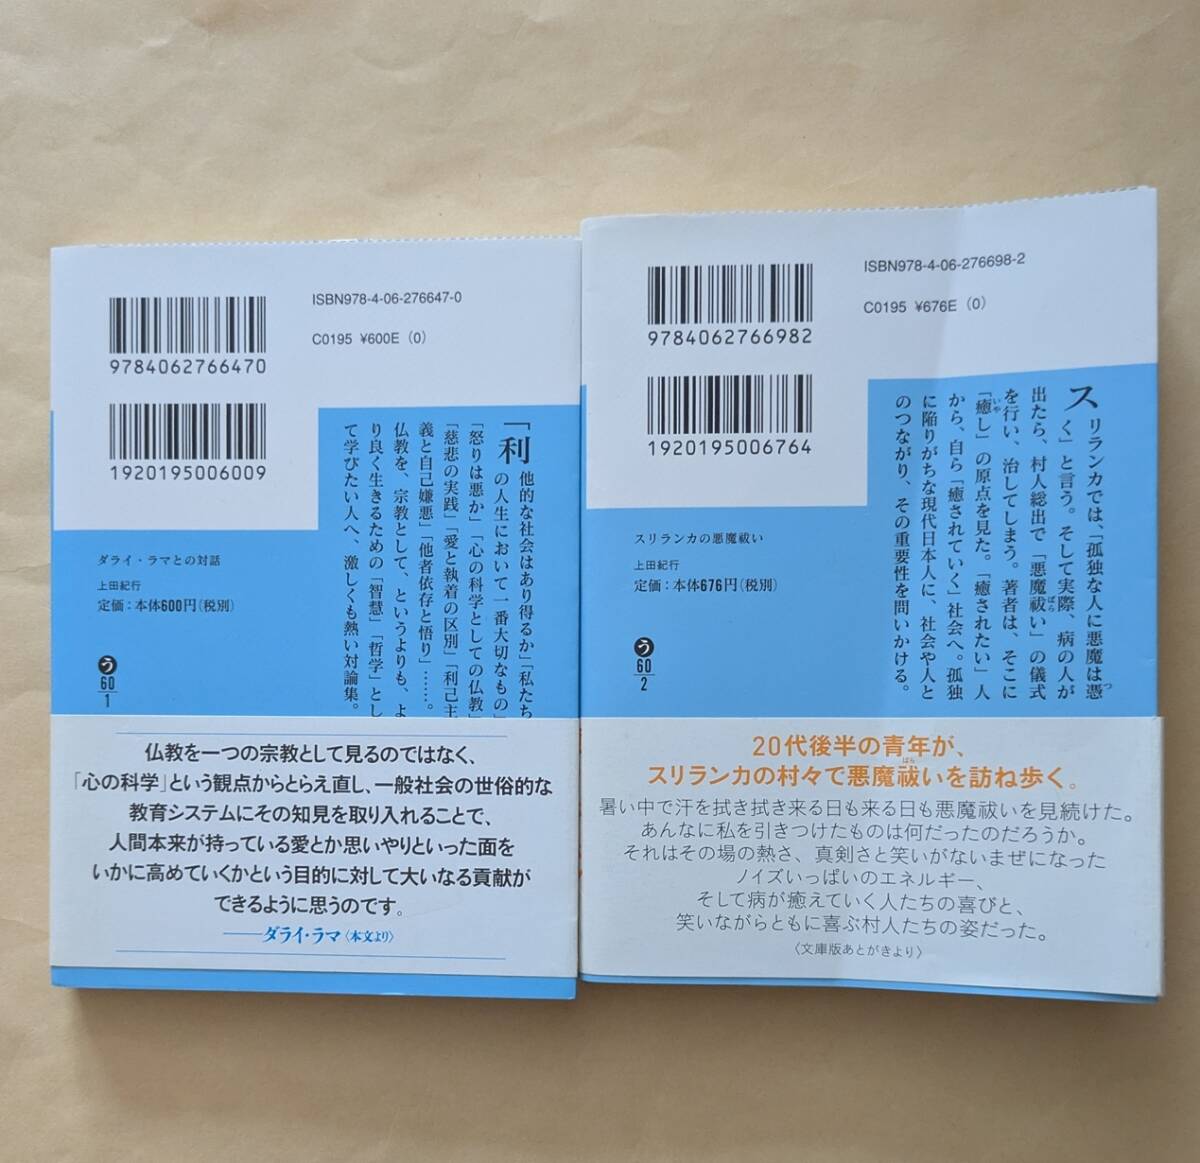 ISBN978-4-06-276647-0
C0195 ¥600E (0)
9784062766470
1920195006009
「利他的な社会はあり得るか」「私たち
の人生において一番大切なもの」
「怒りは悪か」「心の科学としての仏教」
「慈悲の実践」「愛と執着の区別」「利己主
義と自己嫌悪」「他者依存と悟り」……。
仏教を、宗教として、というよりも、よ
り良く生きるための「智慧」「哲学」とし
て学びたい人へ、激しくも熱い対論集。
ダライ・ラマとの対話
上田紀行
定価:本体600円(税別)
う
60
1
仏教を一つの宗教として見るのではなく、
「心の科学」という観点からとらえ直し、一般社会の世俗的な
教育システムにその知見を取り入れることで、
人間本来が持っている愛とか思いやりといった面を
いかに高めていくかという目的に対して大いなる貢献が
できるように思うのです。
――ダライ・ラマ〈本文より〉
ISBN978-4-06-276698-2
C0195 ¥676E (0)
9784062766982
1920195006764
スリランカでは、「孤独な人に悪魔は憑
く」と言う。そして実際、病の人が
出たら、村人総出で「悪魔祓い」の儀式
を行い、治してしまう。著者は、そこに
「癒し」の原点を見た。「癒されたい」人
から、自ら「癒されていく」社会へ。孤独
に陥りがちな現代日本人に、社会や人と
のつながり、その重要性を問いかける。
スリランカの悪魔祓い
上田紀行
定価:本体676円(税別)
う
60
2
20代後半の青年が、
スリランカの村々で悪魔祓いを訪ね歩く。
暑い中で汗を拭き拭き来る日も来る日も悪魔祓いを見続けた。
あんなに私を引きつけたものは何だったのだろうか。
それはその場の熱さ、真剣さと笑いがないまぜになった
ノイズいっぱいのエネルギー、
そして病が癒えていく人たちの喜びと、
笑いながらともに喜ぶ村人たちの姿だった。
〈文庫版あとがきより〉